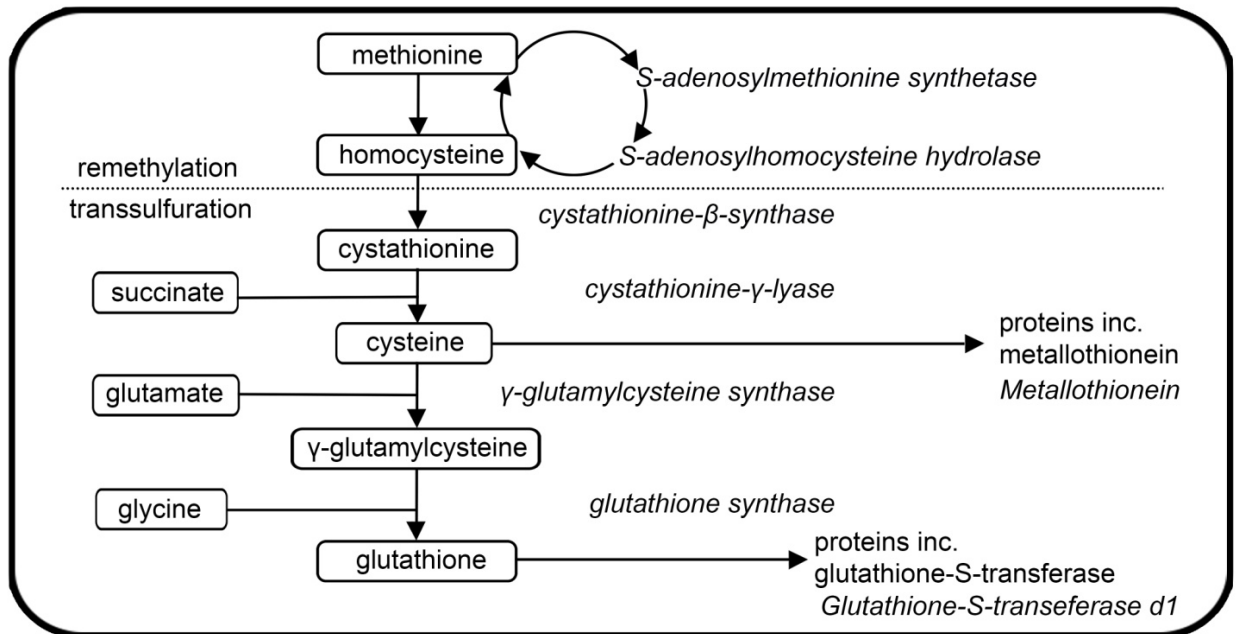 methionine
S-adenosylmethionine synthetase
homocysteine
S-adenosylhomocysteine hydrolase
remethylation
transsulfuration
cystathionine-β-synthase
cystathionine
succinate
cystathionine-γ-lyase
cysteine
proteins inc.
metallothionein
Metallothionein
glutamate
γ-glutamylcysteine synthase
γ-glutamylcysteine
glycine
glutathione synthase
glutathione
proteins inc.
glutathione-S-transferase
Glutathione-S-transeferase d1